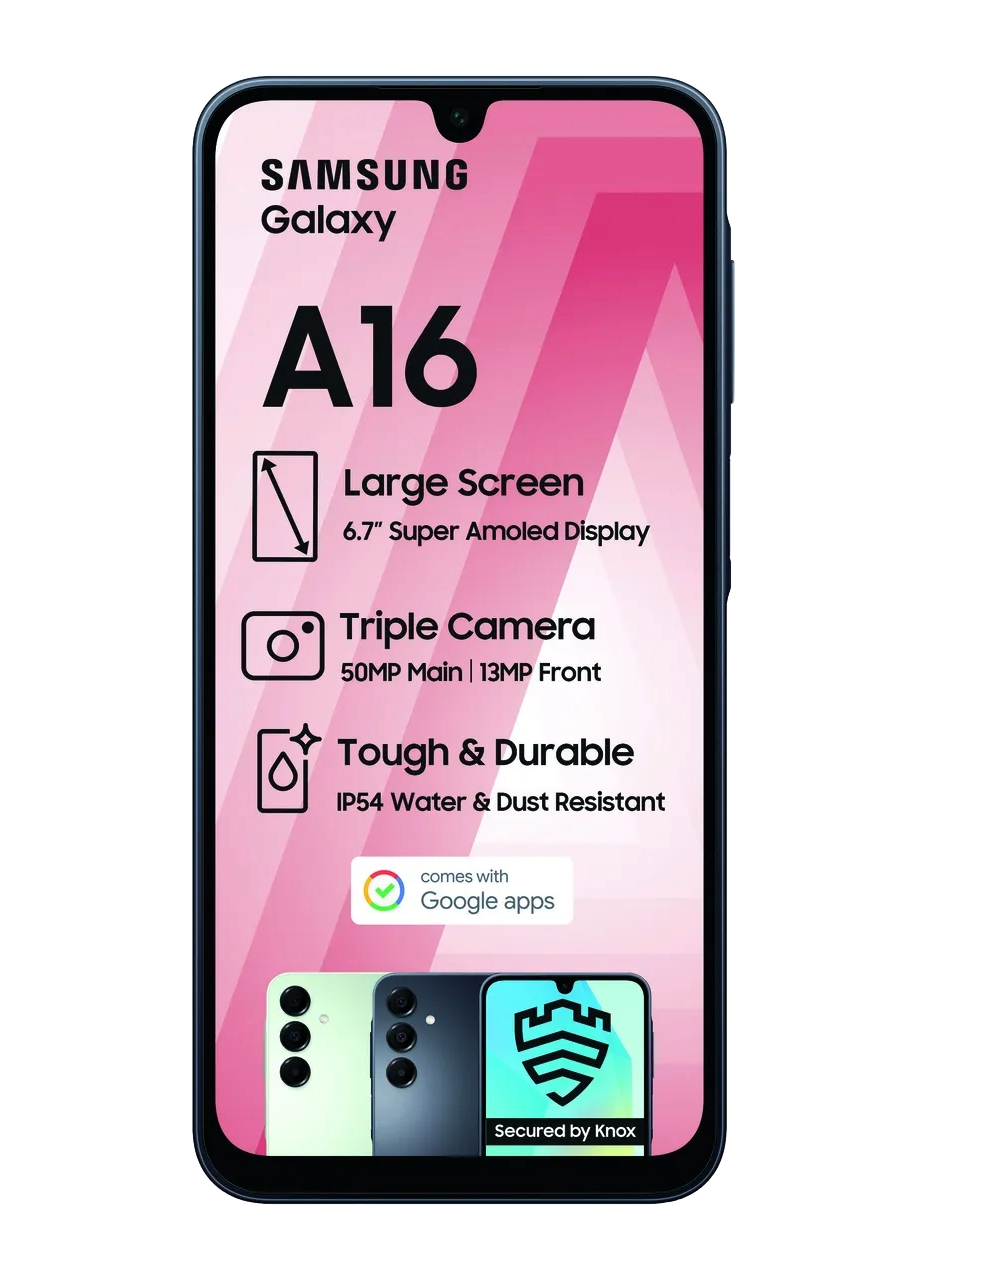 SAMSUNG
Galaxy
A16
Large Screen
6.7” Super Amoled Display
Triple Camera
50MP Main | 13MP Front
Tough & Durable
IP54 Water & Dust Resistant
comes with
Google apps
Secured by Knox